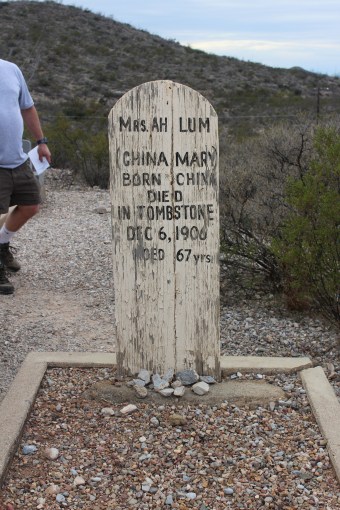 MRS. AH LUM
CHINA MARY
BORN CHINA
DIED
IN TOMBSTONE
DEC 6, 1906
AGED 67 yrs